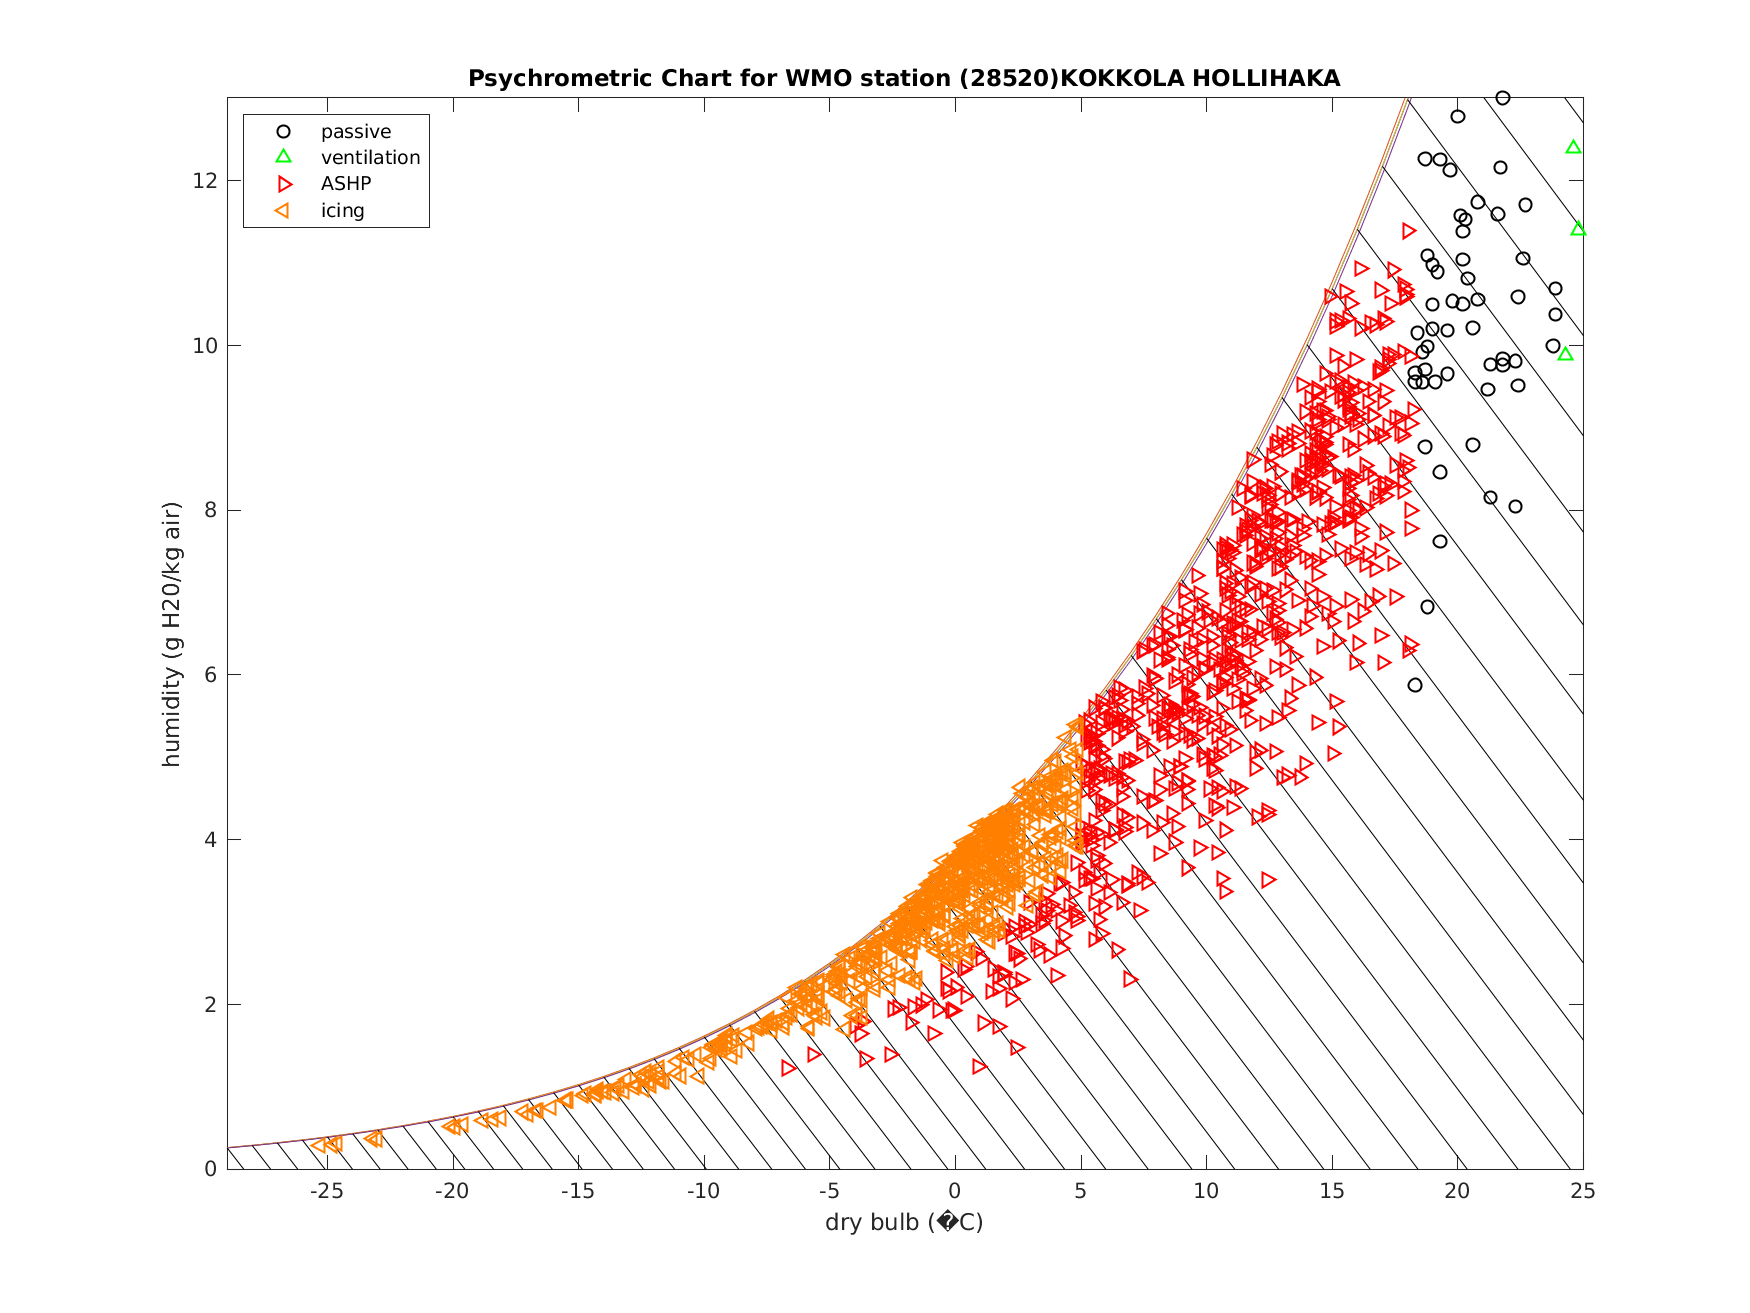 Psychrometric Chart for WMO station (28520)KOKKOLA HOLLIHAKA
passive
ventilation
ASHP
icing
humidity (g H20/kg air)
12
10
8
6
4
2
0
-25 -20 -15 -10 -5 0 5 10 15 20 25
dry bulb (�C)